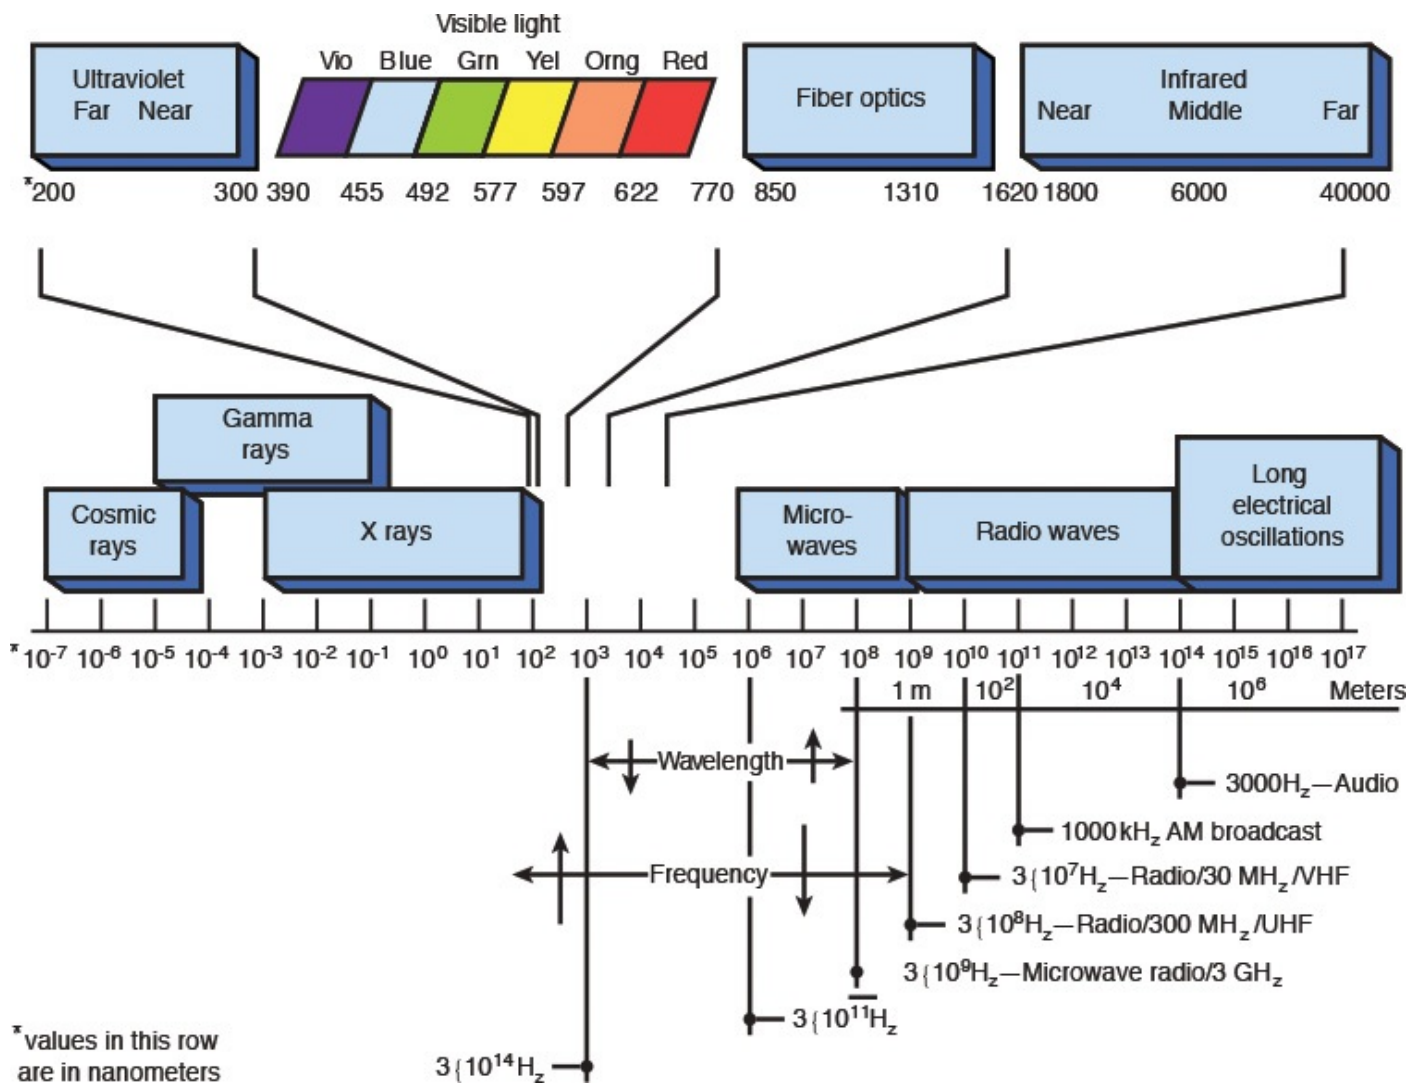 Visible light
Vio Blue Grn Yel Orng Red
Ultraviolet
Far Near
Fiber optics
Infrared
Near Middle Far
*200 300 390 455 492 577 597 622 770 850 1310 1620 1800 6000 40000
Gamma
rays
Cosmic
rays
X rays
Micro-
waves
Radio waves
Long
electrical
oscillations
*10⁻⁷ 10⁻⁶ 10⁻⁵ 10⁻⁴ 10⁻³ 10⁻² 10⁻¹ 10⁰ 10¹ 10² 10³ 10⁴ 10⁵ 10⁶ 10⁷ 10⁸ 10⁹ 10¹⁰ 10¹¹ 10¹² 10¹³ 10¹⁴ 10¹⁵ 10¹⁶ 10¹⁷
1 m 10² 10⁴ 10⁶ Meters
Wavelength
3000Hz—Audio
1000kHz AM broadcast
Frequency
3{10⁷Hz—Radio/30 MHz/VHF
3{10⁸Hz—Radio/300 MHz/UHF
3{10⁹Hz—Microwave radio/3 GHz
3{10¹¹Hz
3{10¹⁴Hz
*values in this row
are in nanometers